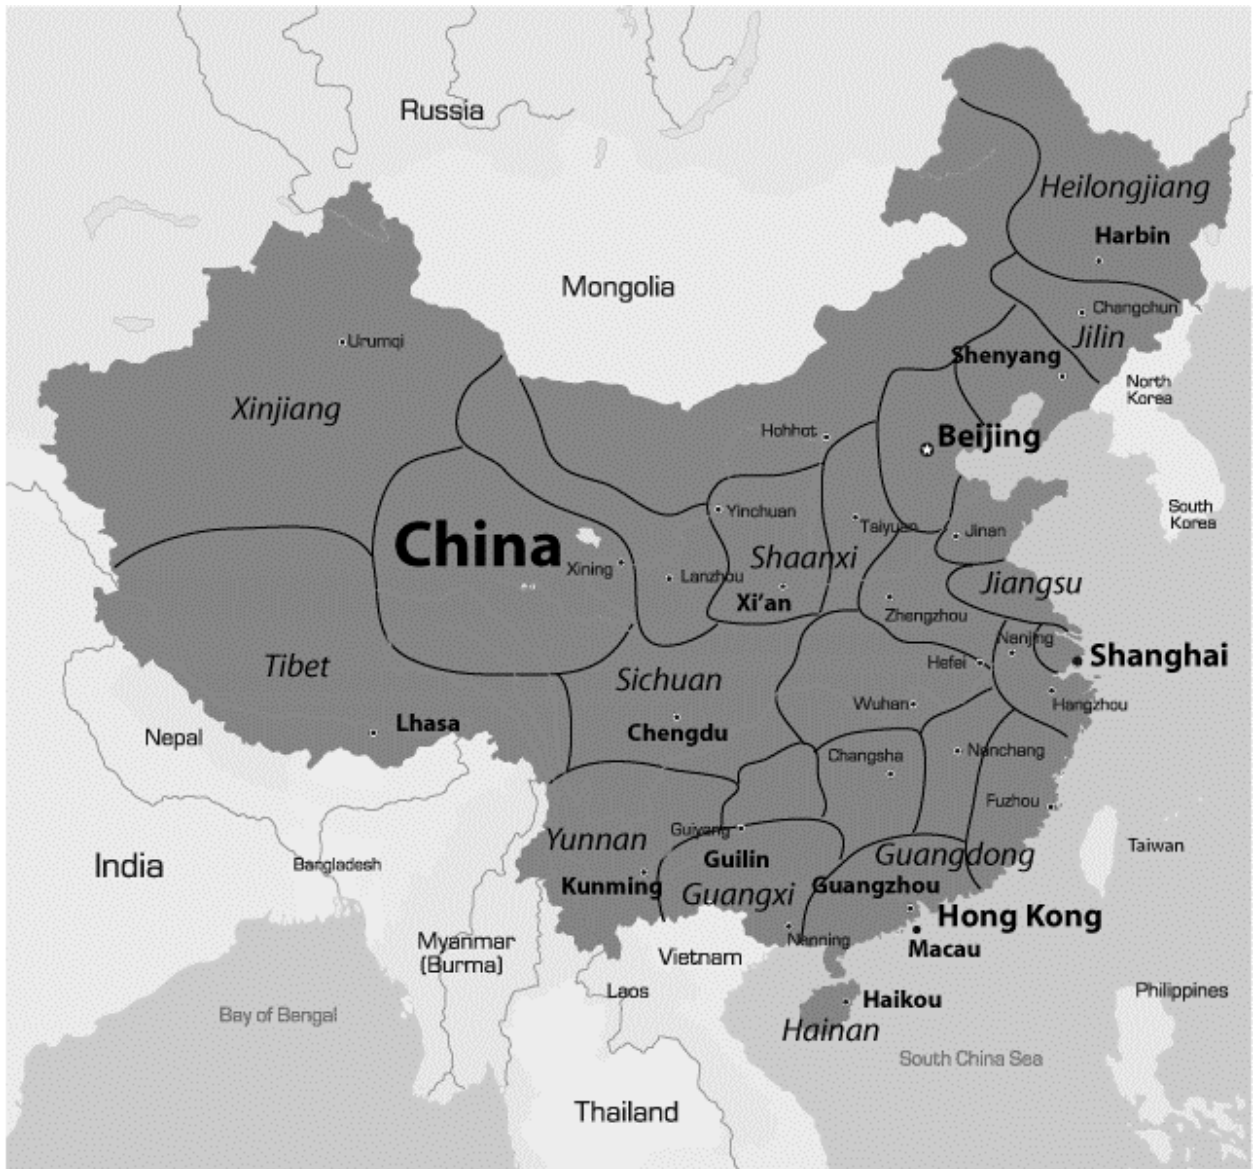 Russia
Heilongjiang
Harbin
Mongolia
Changchun
Jilin
Urumqi
Shenyang
North
Korea
Xinjiang
Hohhot
Beijing
Yinchuan
South
Korea
Taiyuan
Jinan
China
Shaanxi
Xining
Lanzhou
Jiangsu
Xi'an
Zhengzhou
Nanjing
Shanghai
Hefei
Tibet
Sichuan
Wuhan
Hangzhou
Lhasa
Chengdu
Nepal
Changsha
Nanchang
Fuzhou
Guiyang
Yunnan
Taiwan
Guangdong
Guilin
India
Bangladesh
Kunming
Guangxi
Guangzhou
Hong Kong
Nanning
Macau
Myanmar
(Burma)
Vietnam
Laos
Haikou
Philippines
Bay of Bengal
Hainan
South China Sea
Thailand